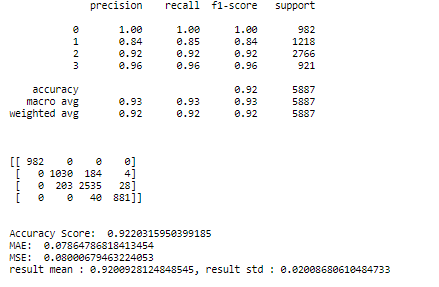 precision recall f1-score support
0 1.00 1.00 1.00 982
1 0.84 0.85 0.84 1218
2 0.92 0.92 0.92 2766
3 0.96 0.96 0.96 921
accuracy 0.92 5887
macro avg 0.93 0.93 0.93 5887
weighted avg 0.92 0.92 0.92 5887
[[ 982 0 0 0]
[ 0 1030 184 4]
[ 0 203 2535 28]
[ 0 0 40 881]]
Accuracy Score: 0.9220315950399185
MAE: 0.07864786818413454
MSE: 0.08000679463224053
result mean : 0.9200928124848545, result std : 0.02008680610484733